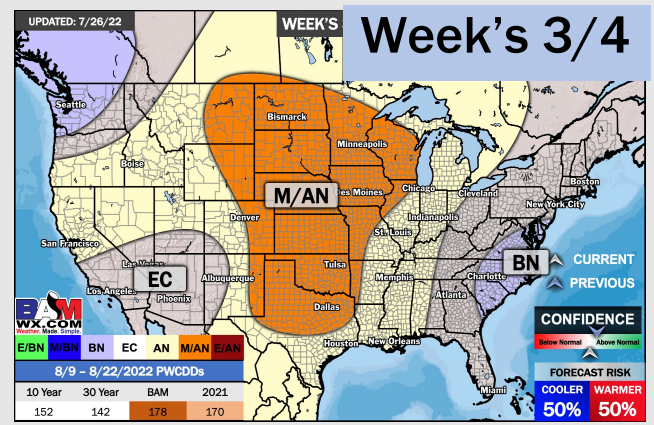 UPDATED: 7/26/22
WEEK'S
Week's 3/4
Seattle
Bismarck
Minneapolis
Boise
M/AN
Des Moines
Chicago
Cleveland
Boston
New York City
Denver
Indianapolis
San Francisco
St. Louis
BN
CURRENT
Las Vegas
EC
Albuquerque
Tulsa
Memphis
Charlotte
PREVIOUS
Los Angeles
Phoenix
Atlanta
BAM
WX.COM
Weather. Made. Simple.
Dallas
CONFIDENCE
Below Normal
Above Normal
Houston
New Orleans
E/BN M/BN BN EC AN M/AN E/AN
8/9 – 8/22/2022 PWCDDs
FORECAST RISK
10 Year 30 Year BAM 2021
COOLER WARMER
Miami
152 142 178 170
50% 50%